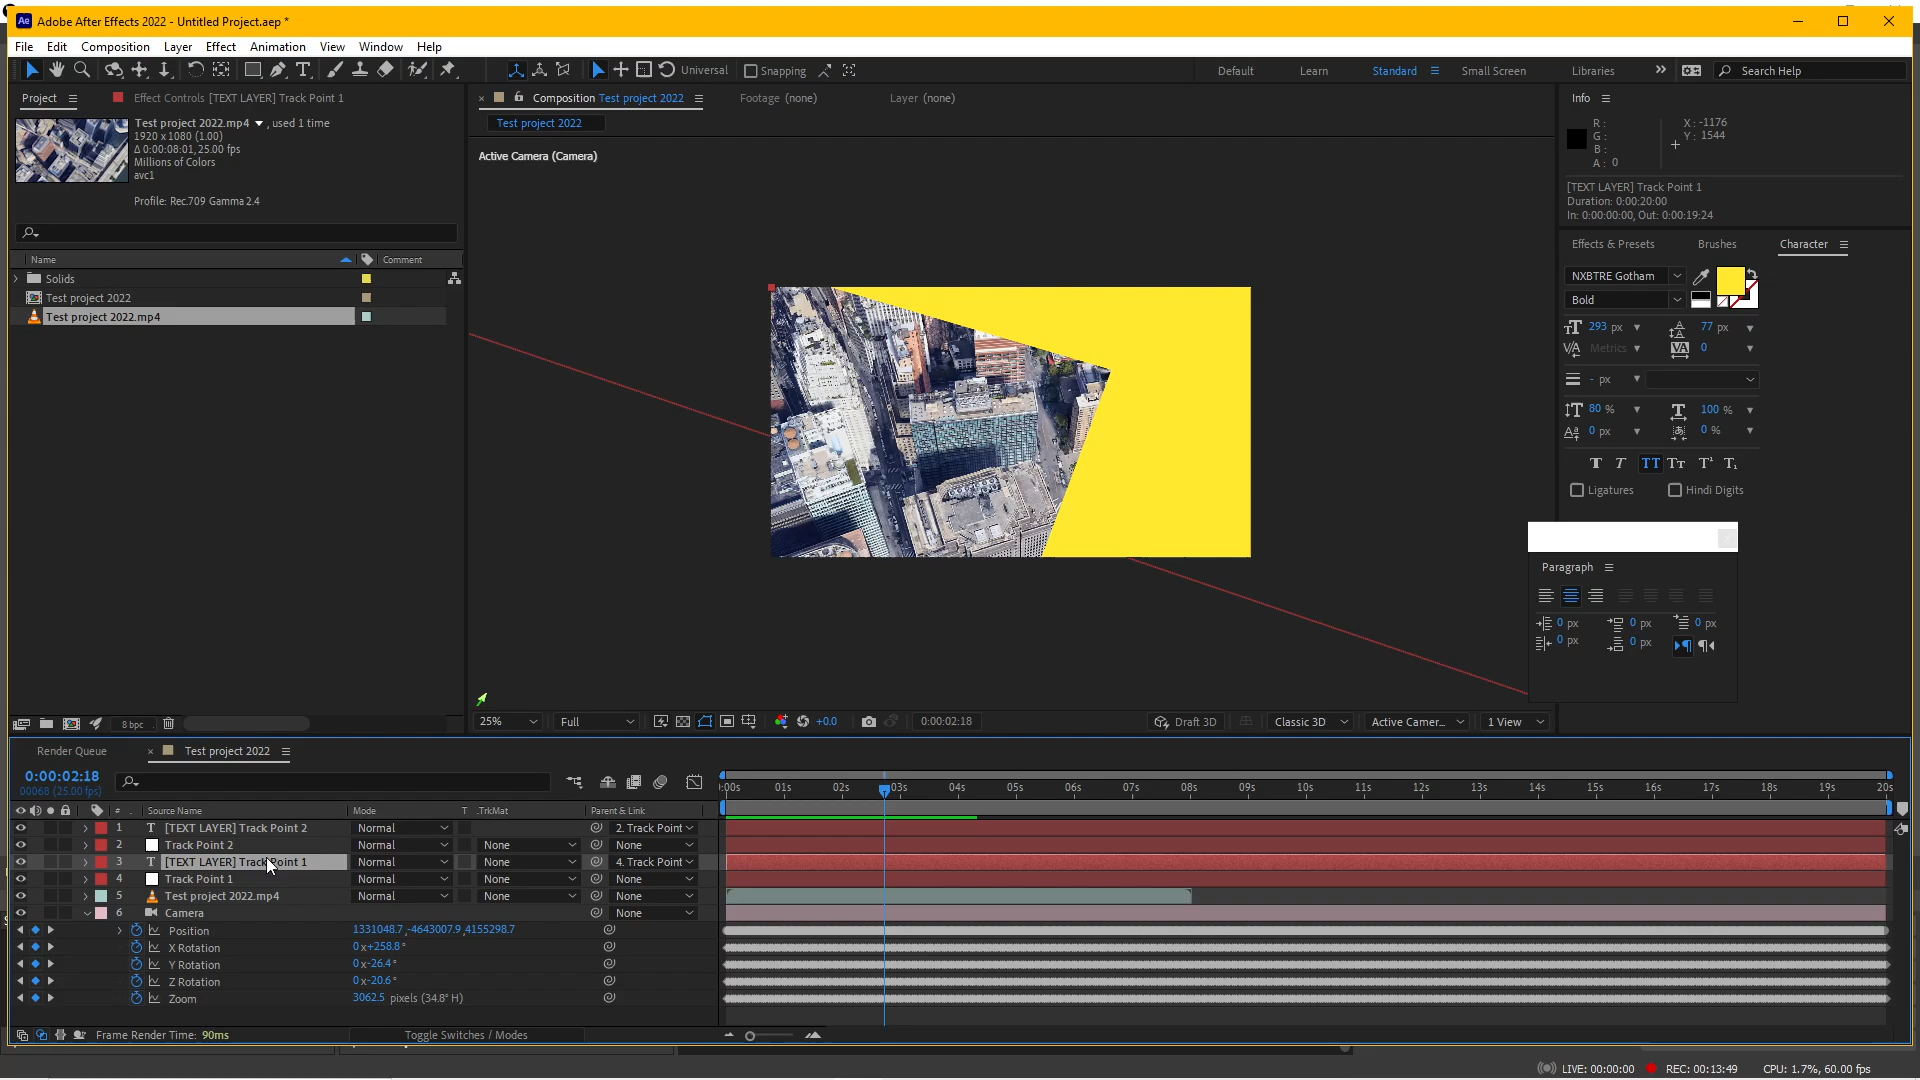 Adobe After Effects 2022 - Untitled Project.aep *
File Edit Composition Layer Effect Animation View Window Help
Universal Snapping Default Learn Standard Small Screen Libraries Search Help
Project Effect Controls [TEXT LAYER] Track Point 1
Test project 2022.mp4 , used 1 time
1920 x 1080 (1.00)
Δ 0:00:08:01, 25.00 fps
Millions of Colors
avc1
Profile: Rec.709 Gamma 2.4
Name Comment
Solids
Test project 2022
Test project 2022.mp4
8 bpc
Composition Test project 2022 Footage (none) Layer (none)
Test project 2022
Active Camera (Camera)
25% Full +0.0 0:00:02:18 Draft 3D Classic 3D Active Camer... 1 View
Info
R :
G :
B :
A : 0
X : -1176
Y : 1544
[TEXT LAYER] Track Point 1
Duration: 0:00:20:00
In: 0:00:00:00, Out: 0:00:19:24
Effects & Presets Brushes Character
NXBTRE Gotham
Bold
293 px 77 px
Metrics 0
- px
80 % 100 %
0 px 0 %
Ligatures Hindi Digits
Paragraph
0 px 0 px 0 px
0 px 0 px
Render Queue Test project 2022
0:00:02:18
00068 (25.00 fps)
:00s 01s 02s 03s 04s 05s 06s 07s 08s 09s 10s 11s 12s 13s 14s 15s 16s 17s 18s 19s 20s
# Source Name Mode T .TrkMat Parent & Link
1 T [TEXT LAYER] Track Point 2 Normal 2. Track Point
2 Track Point 2 Normal None None
3 T [TEXT LAYER] Track Point 1 Normal None 4. Track Point
4 Track Point 1 Normal None None
5 Test project 2022.mp4 Normal None None
6 Camera None
Position 1331048.7,-4643007.9,4155298.7
X Rotation 0x+258.8°
Y Rotation 0x-26.4°
Z Rotation 0x-20.6°
Zoom 3062.5 pixels (34.8° H)
Frame Render Time: 90ms Toggle Switches / Modes
LIVE: 00:00:00 REC: 00:13:49 CPU: 1.7%, 60.00 fps